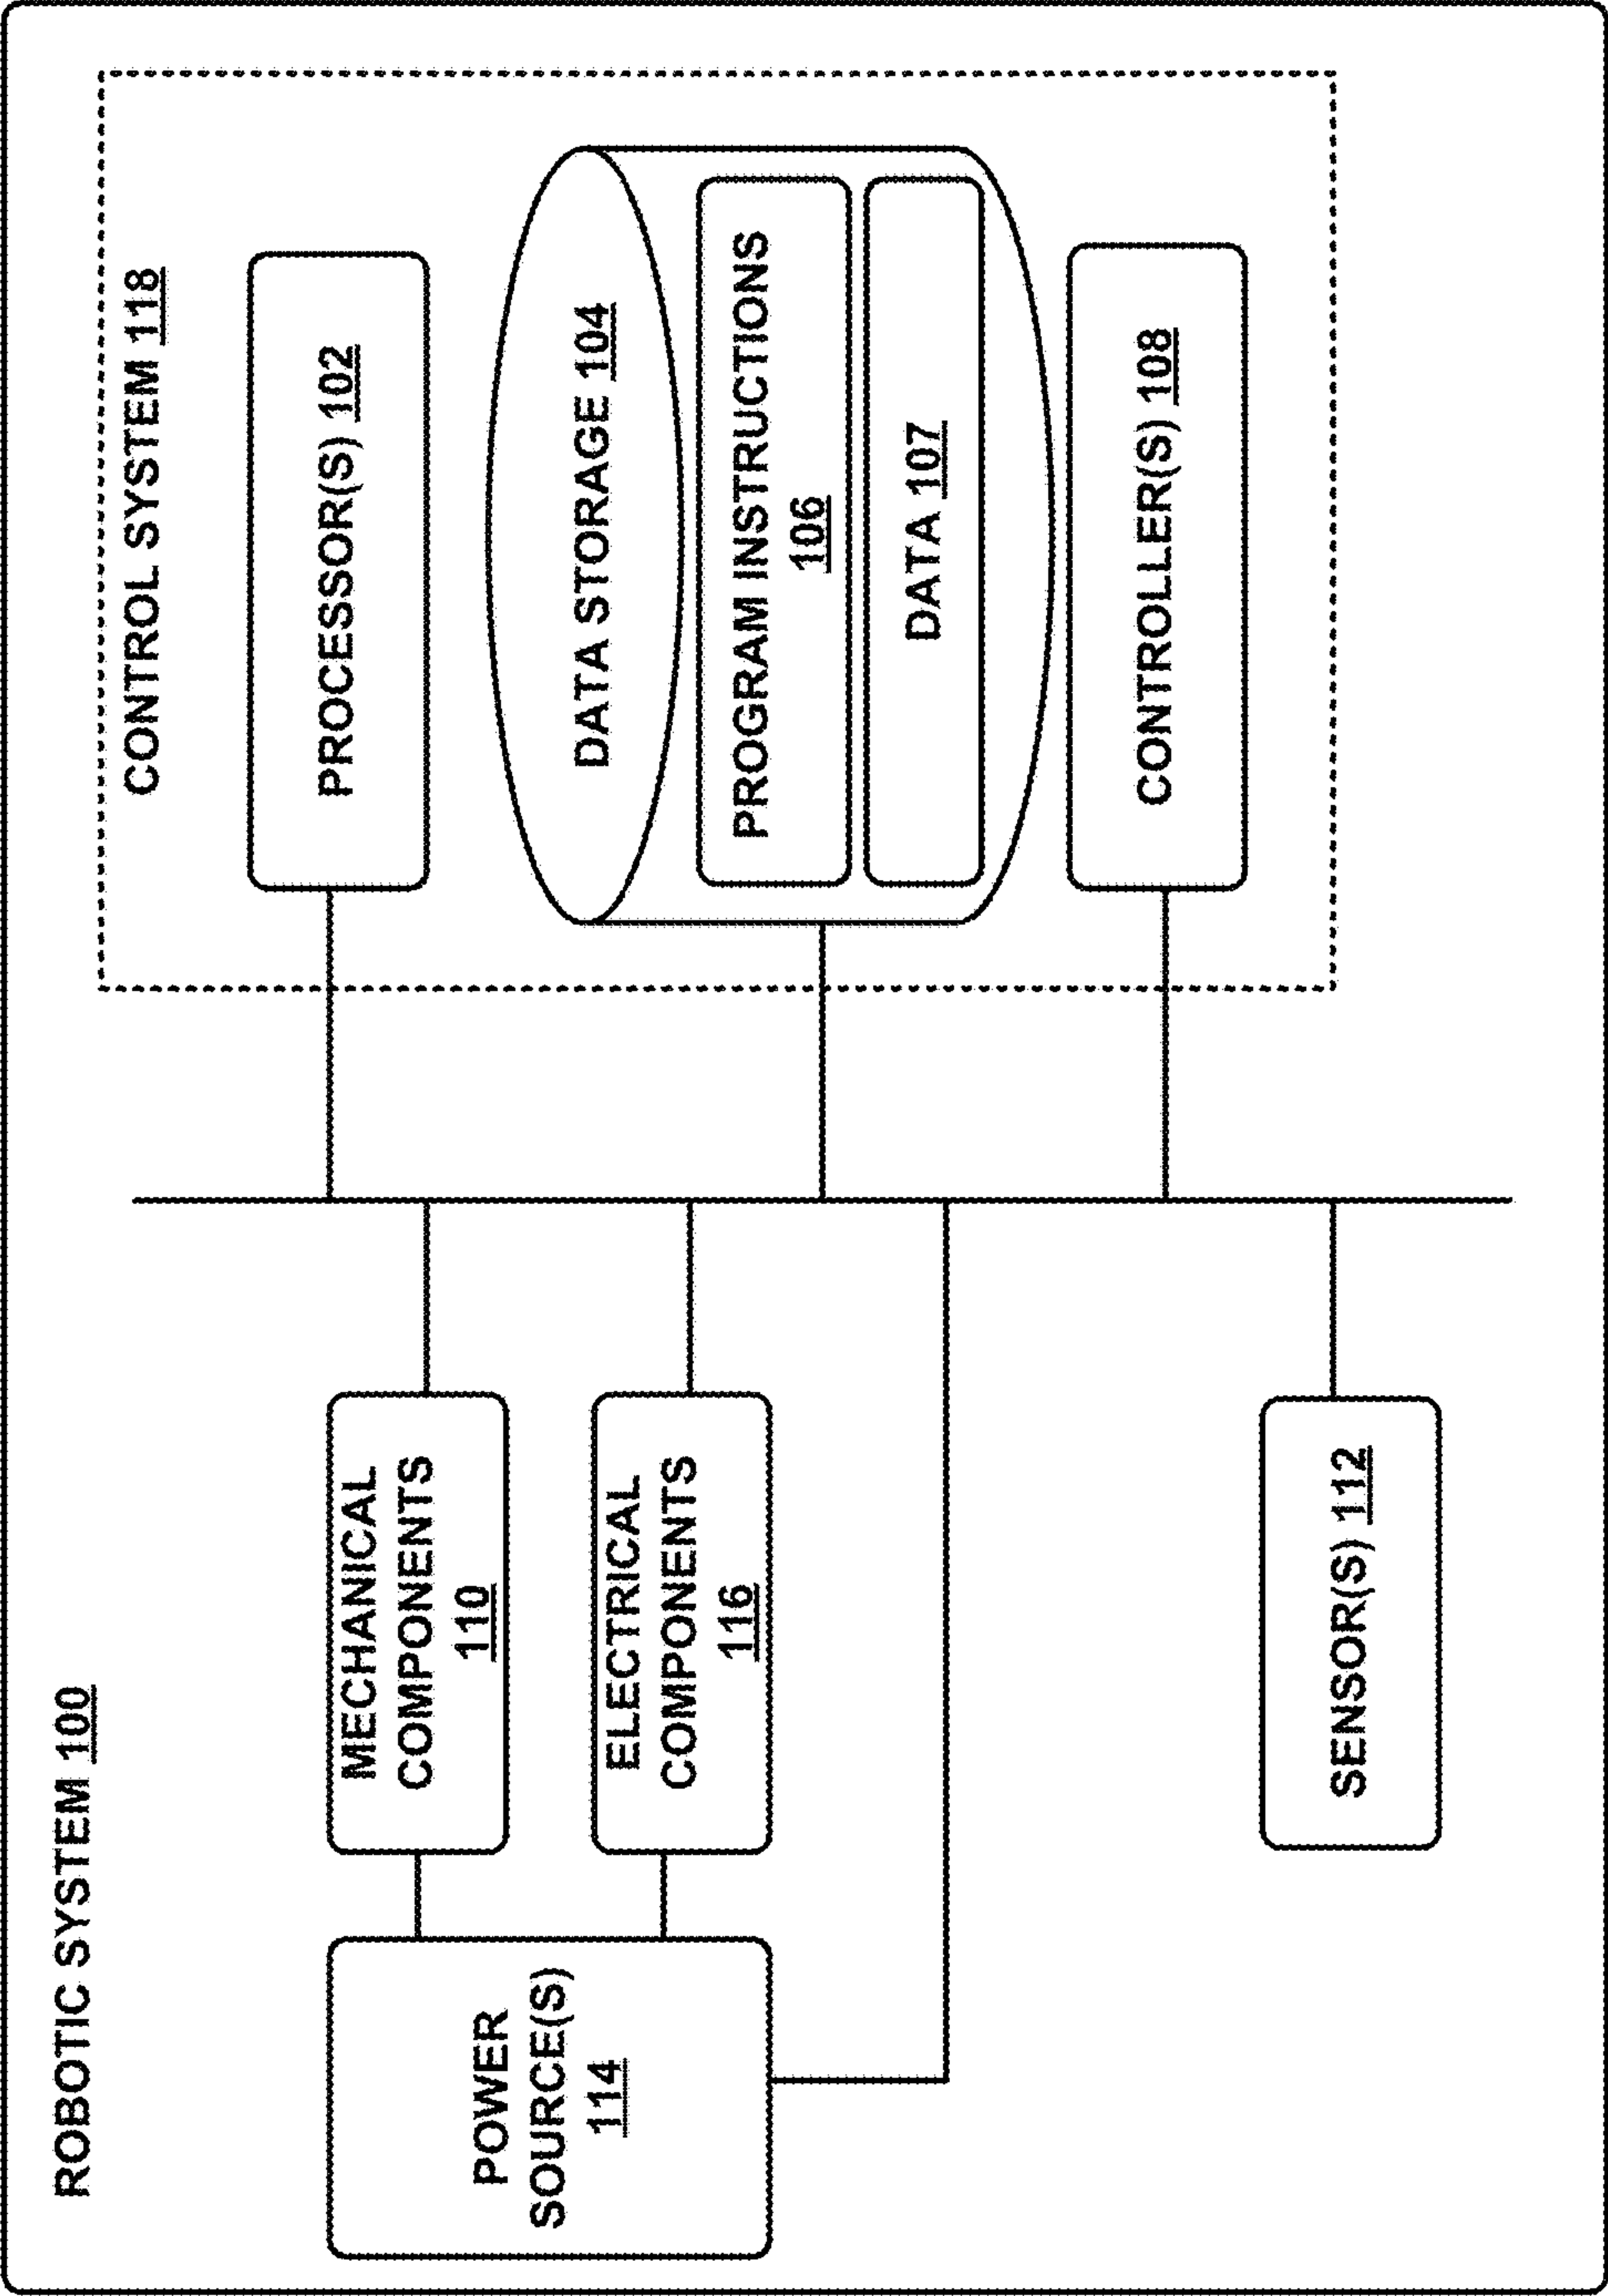 ROBOTIC SYSTEM 100
POWER
SOURCE(S)
114
MECHANICAL
COMPONENTS
110
ELECTRICAL
COMPONENTS
116
SENSOR(S) 112
CONTROL SYSTEM 118
PROCESSOR(S) 102
DATA STORAGE 104
PROGRAM INSTRUCTIONS
106
DATA 107
CONTROLLER(S) 108